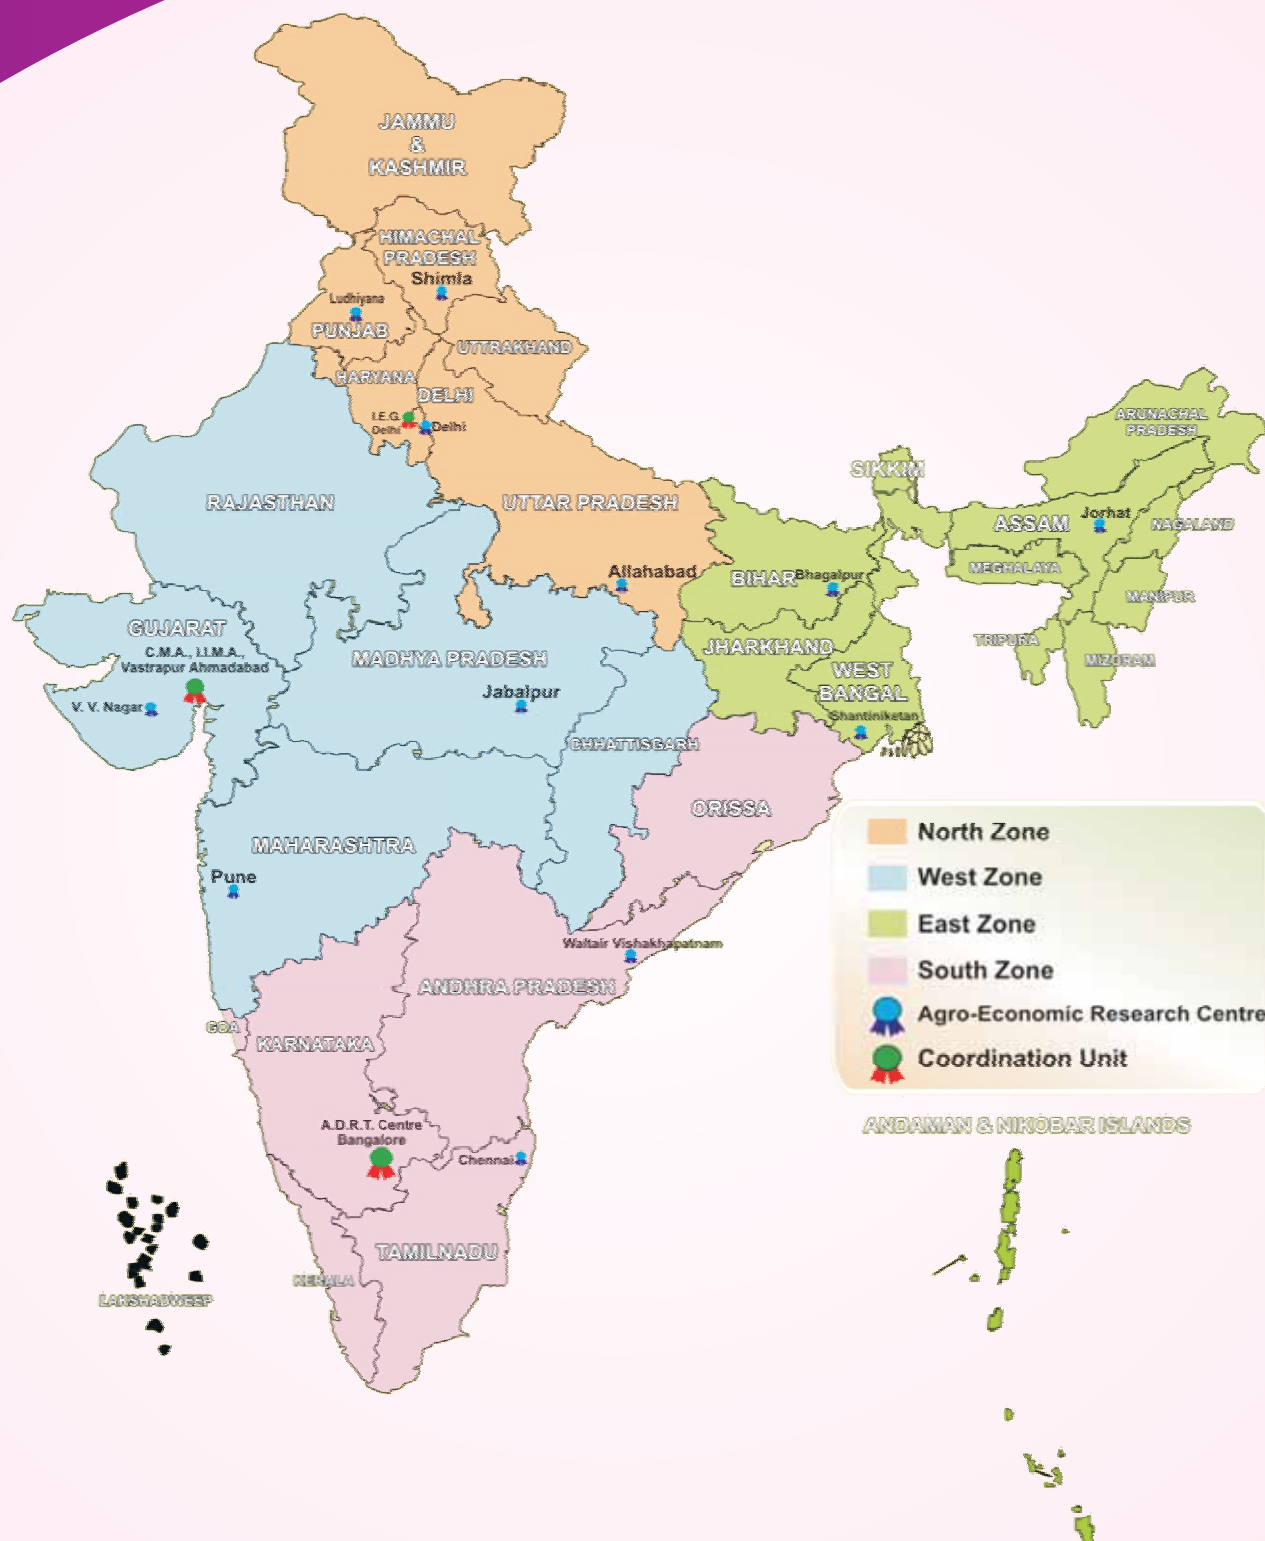 JAMMU
&
KASHMIR
HIMACHAL
PRADESH
Shimla
Ludhiyana
PUNJAB
UTTRAKHAND
HARYANA
DELHI
I.E.G.
Delhi
Delhi
ARUNACHAL
PRADESH
SIKKIM
RAJASTHAN
UTTAR PRADESH
ASSAM
Jorhat
NAGALAND
MEGHALAYA
Allahabad
BIHAR
Bhagalpur
MANIPUR
GUJARAT
C.M.A., I.I.M.A.,
Vastrapur Ahmadabad
MADHYA PRADESH
JHARKHAND
TRIPURA
MIZORAM
WEST
BANGAL
Jabalpur
V. V. Nagar
Shantiniketan
CHHATTISGARH
ORISSA
MAHARASHTRA
Pune
North Zone
West Zone
East Zone
South Zone
Agro-Economic Research Centre
Coordination Unit
Waltair Vishakhapatnam
ANDHRA PRADESH
GOA
KARNATAKA
A.D.R.T. Centre
Bangalore
Chennai
ANDAMAN & NIKOBAR ISLANDS
TAMILNADU
KERALA
LAKSHADWEEP